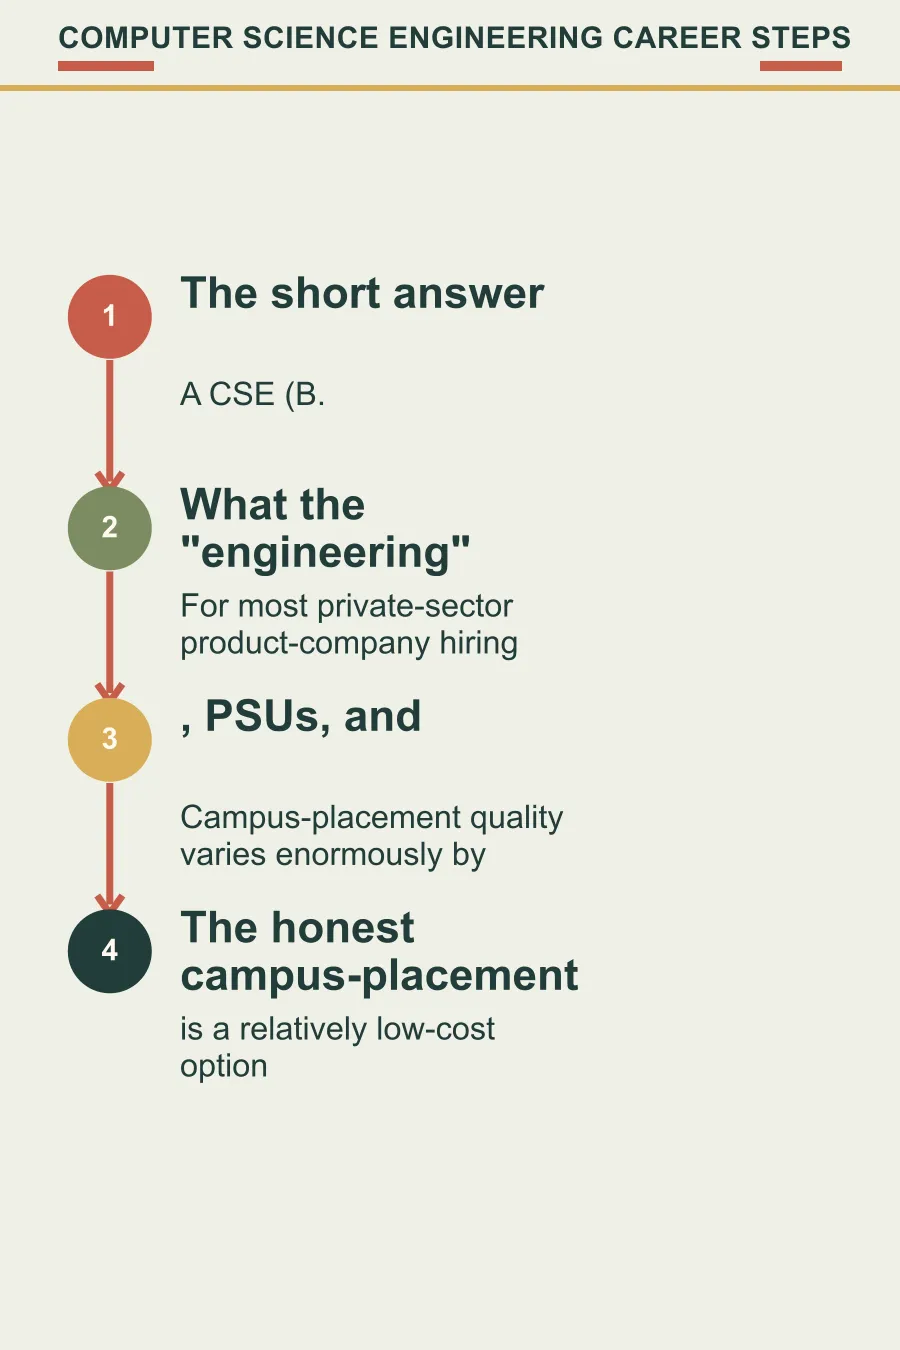 COMPUTER SCIENCE ENGINEERING CAREER STEPS
1
The short answer
A CSE (B.
2
What the
"engineering"
For most private-sector
product-company hiring
3
, PSUs, and
Campus-placement quality
varies enormously by
4
The honest
campus-placement
is a relatively low-cost
option